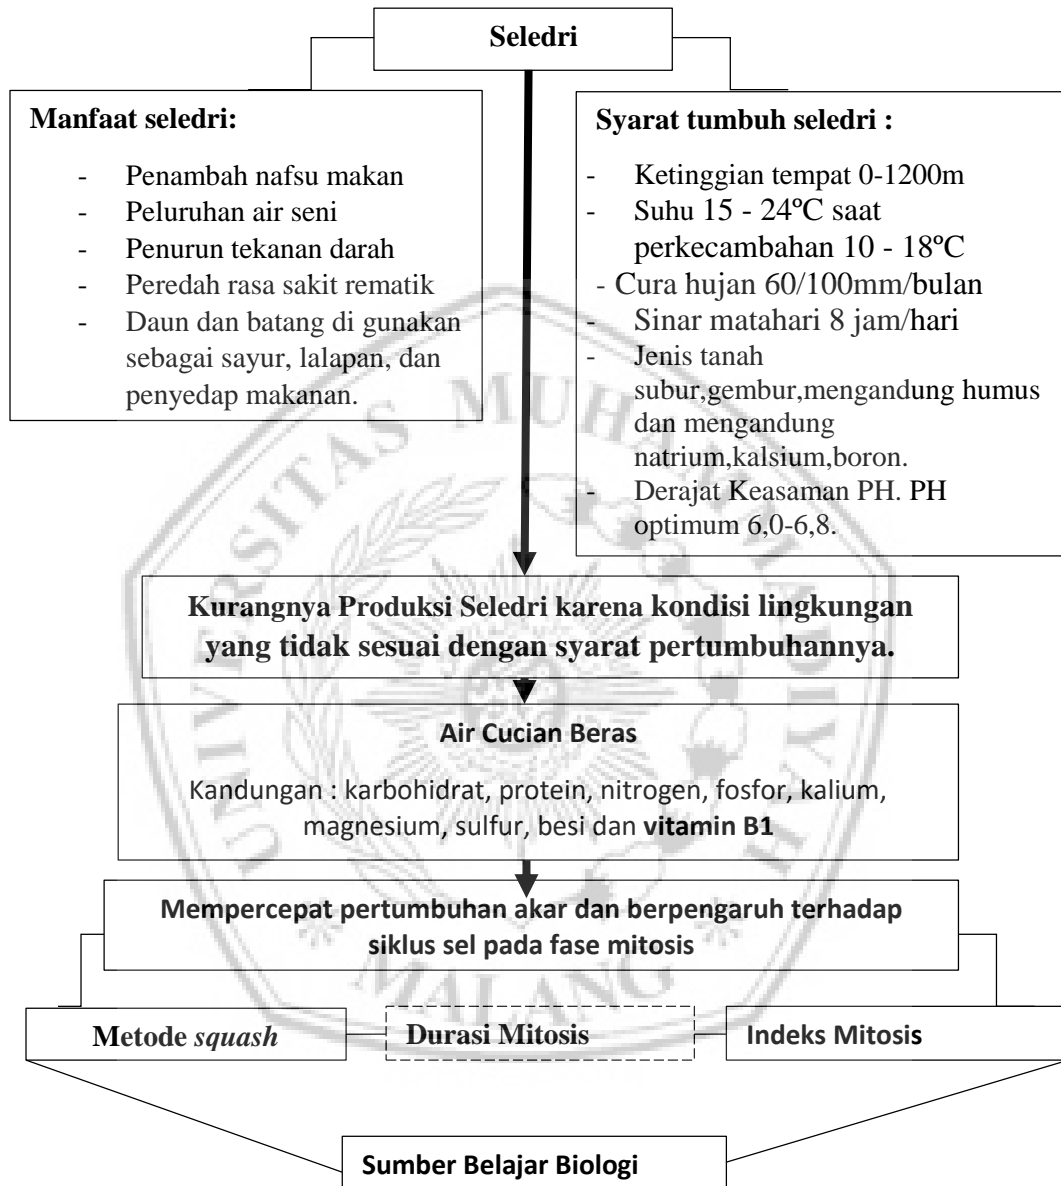 Seledri
Manfaat seledri:
- Penambah nafsu makan
- Peluruhan air seni
- Penurun tekanan darah
- Peredah rasa sakit rematik
- Daun dan batang di gunakan
sebagai sayur, lalapan, dan
penyedap makanan.
Syarat tumbuh seledri :
- Ketinggian tempat 0-1200m
- Suhu 15 - 24ºC saat
perkecambahan 10 - 18ºC
- Cura hujan 60/100mm/bulan
- Sinar matahari 8 jam/hari
- Jenis tanah
subur,gembur,mengandung humus
dan mengandung
natrium,kalsium,boron.
- Derajat Keasaman PH. PH
optimum 6,0-6,8.
Kurangnya Produksi Seledri karena kondisi lingkungan
yang tidak sesuai dengan syarat pertumbuhannya.
Air Cucian Beras
Kandungan : karbohidrat, protein, nitrogen, fosfor, kalium,
magnesium, sulfur, besi dan vitamin B1
Mempercepat pertumbuhan akar dan berpengaruh terhadap
siklus sel pada fase mitosis
Metode squash
Durasi Mitosis
Indeks Mitosis
Sumber Belajar Biologi
UNIVERSITAS MUHAMMADIYAH
MALANG